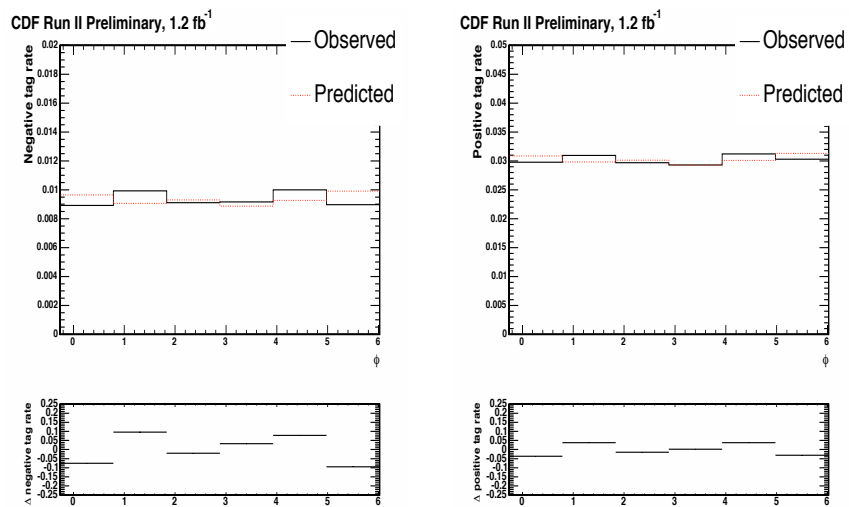 CDF Run II Preliminary, 1.2 fb-1
Observed
Predicted
Negative tag rate
0.02
0.018
0.016
0.014
0.012
0.01
0.008
0.006
0.004
0.002
0
0 1 2 3 4 5 6
ϕ
Δ negative tag rate
0.25
0.2
0.15
0.1
0.05
0
-0.05
-0.1
-0.15
-0.2
-0.25
0 1 2 3 4 5 6
CDF Run II Preliminary, 1.2 fb-1
Observed
Predicted
Positive tag rate
0.05
0.045
0.04
0.035
0.03
0.025
0.02
0.015
0.01
0.005
0
0 1 2 3 4 5 6
ϕ
Δ positive tag rate
0.25
0.2
0.15
0.1
0.05
0
-0.05
-0.1
-0.15
-0.2
-0.25
0 1 2 3 4 5 6